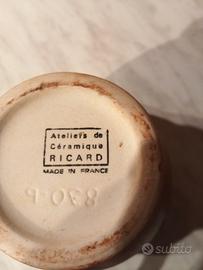 Ateliers de
Céramique
RICARD
MADE IN FRANCE
830-b
subito